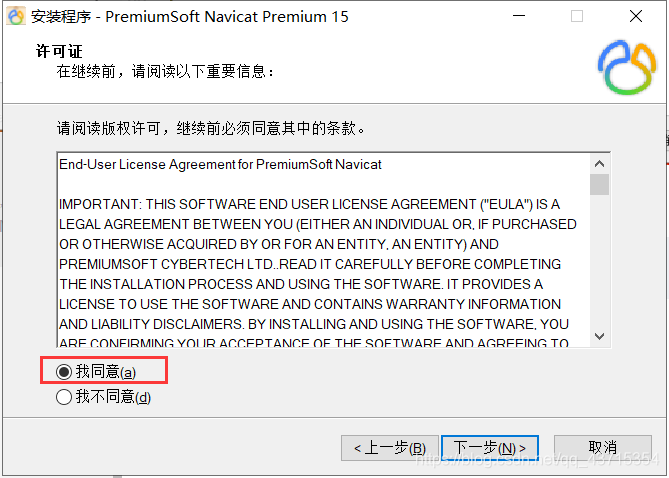 安装程序 - PremiumSoft Navicat Premium 15
许可证
在继续前，请阅读以下重要信息：
请阅读版权许可，继续前必须同意其中的条款。
End-User License Agreement for PremiumSoft Navicat
IMPORTANT: THIS SOFTWARE END USER LICENSE AGREEMENT ("EULA") IS A
LEGAL AGREEMENT BETWEEN YOU (EITHER AN INDIVIDUAL OR, IF PURCHASED
OR OTHERWISE ACQUIRED BY OR FOR AN ENTITY, AN ENTITY) AND
PREMIUMSOFT CYBERTECH LTD..READ IT CAREFULLY BEFORE COMPLETING
THE INSTALLATION PROCESS AND USING THE SOFTWARE. IT PROVIDES A
LICENSE TO USE THE SOFTWARE AND CONTAINS WARRANTY INFORMATION
AND LIABILITY DISCLAIMERS. BY INSTALLING AND USING THE SOFTWARE, YOU
ARE CONFIRMING YOUR ACCEPTANCE OF THE SOFTWARE AND AGREEING TO
我同意(a)
我不同意(d)
< 上一步(B) 下一步(N) > 取消
https://blog.csdn.net/qq_43715354